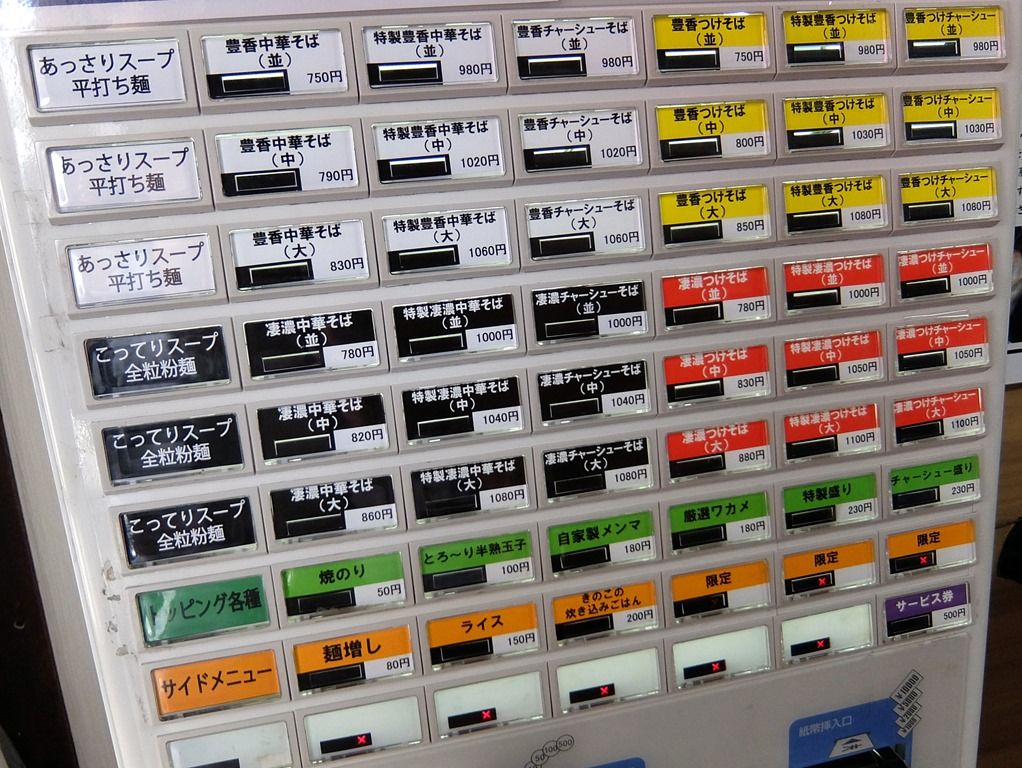 あっさりスープ
平打ち麺
豊香中華そば
(並)
750円
特製豊香中華そば
(並)
980円
豊香チャーシューそば
(並)
980円
豊香つけそば
(並)
750円
特製豊香つけそば
(並)
980円
豊香つけチャーシュー
(並)
980円
あっさりスープ
平打ち麺
豊香中華そば
(中)
790円
特製豊香中華そば
(中)
1020円
豊香チャーシューそば
(中)
1020円
豊香つけそば
(中)
800円
特製豊香つけそば
(中)
1030円
豊香つけチャーシュー
(中)
1030円
あっさりスープ
平打ち麺
豊香中華そば
(大)
830円
特製豊香中華そば
(大)
1060円
豊香チャーシューそば
(大)
1060円
豊香つけそば
(大)
850円
特製豊香つけそば
(大)
1080円
豊香つけチャーシュー
(大)
1080円
こってりスープ
全粒粉麺
凄濃中華そば
(並)
780円
特製凄濃中華そば
(並)
1000円
凄濃チャーシューそば
(並)
1000円
凄濃つけそば
(並)
780円
特製凄濃つけそば
(並)
1000円
凄濃つけチャーシュー
(並)
1000円
こってりスープ
全粒粉麺
凄濃中華そば
(中)
820円
特製凄濃中華そば
(中)
1040円
凄濃チャーシューそば
(中)
1040円
凄濃つけそば
(中)
830円
特製凄濃つけそば
(中)
1050円
凄濃つけチャーシュー
(中)
1050円
こってりスープ
全粒粉麺
凄濃中華そば
(大)
860円
特製凄濃中華そば
(大)
1080円
凄濃チャーシューそば
(大)
1080円
凄濃つけそば
(大)
880円
特製凄濃つけそば
(大)
1100円
凄濃つけチャーシュー
(大)
1100円
トッピング各種
焼のり
50円
とろ〜り半熟玉子
100円
自家製メンマ
180円
厳選ワカメ
180円
特製盛り
230円
チャーシュー盛り
230円
サイドメニュー
麺増し
80円
ライス
150円
きのこの
炊き込みごはん
200円
限定
限定
限定
サービス券
500円
紙幣挿入口
50 100 500